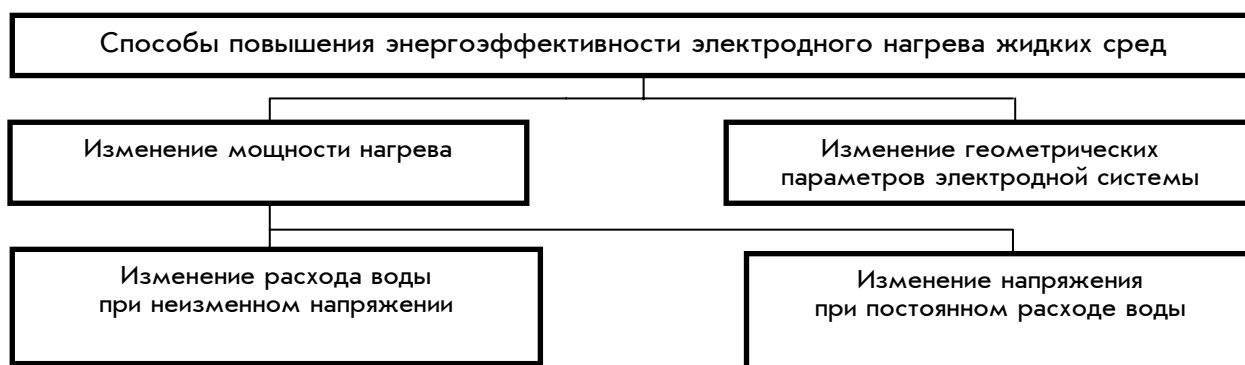 Способы повышения энергоэффективности электродного нагрева жидких сред
Изменение мощности нагрева
Изменение геометрических
параметров электродной системы
Изменение расхода воды
при неизменном напряжении
Изменение напряжения
при постоянном расходе воды